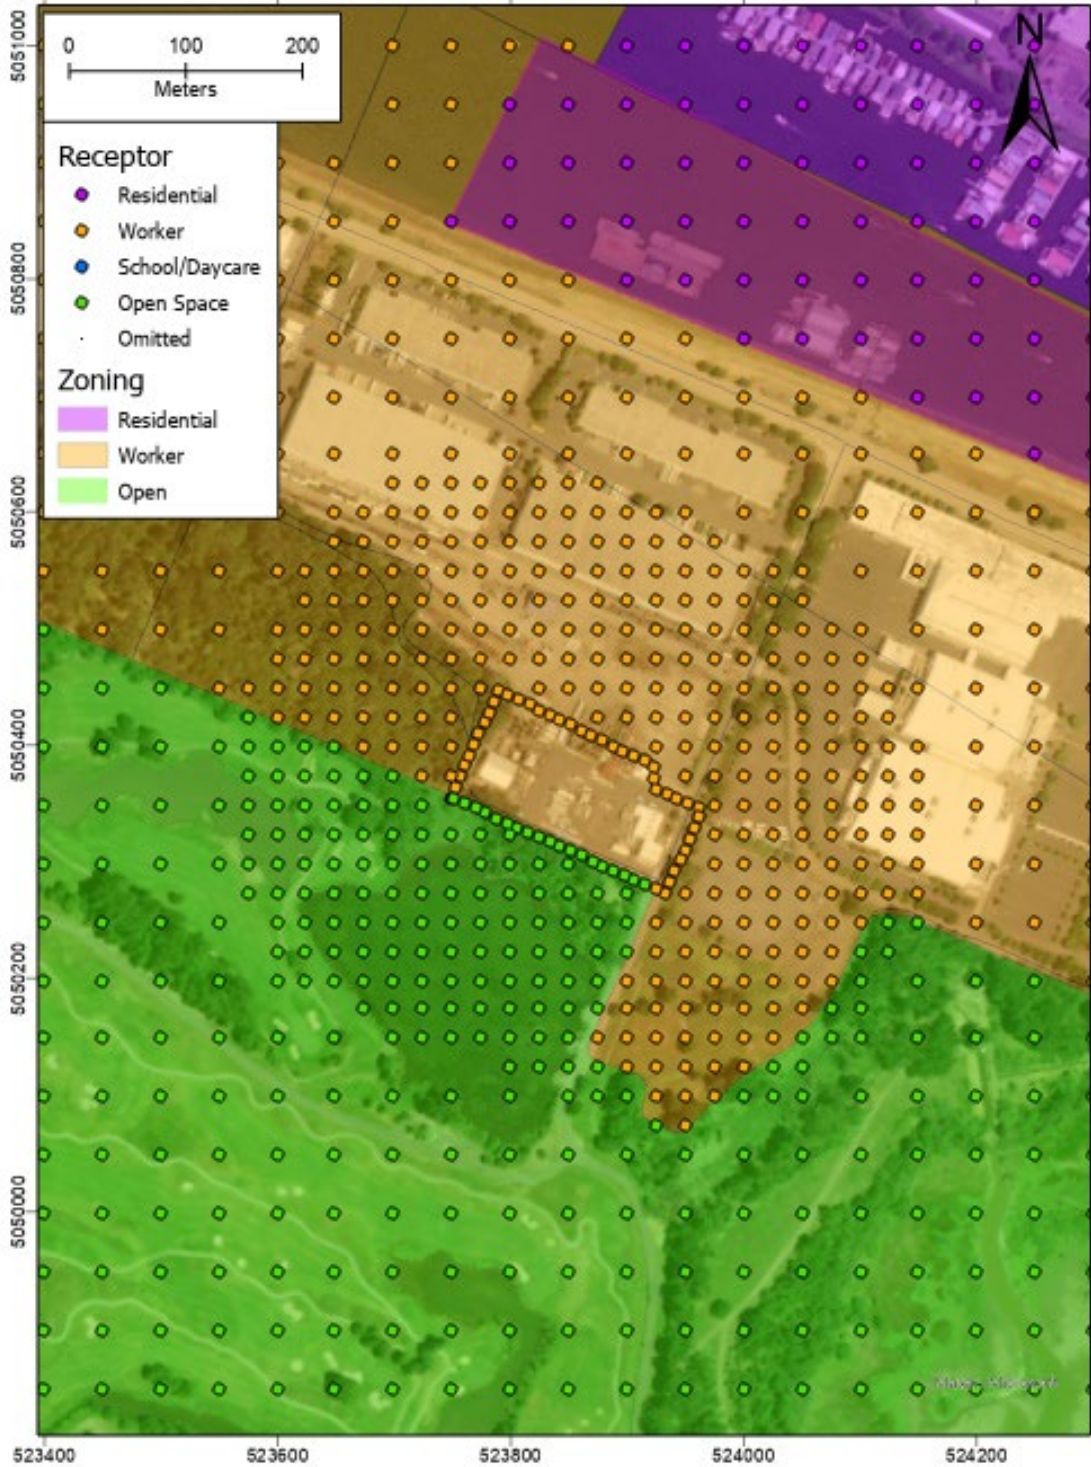 0 100 200
Meters
N
Receptor
Residential
Worker
School/Daycare
Open Space
Omitted
Zoning
Residential
Worker
Open
5051000
5050800
5050600
5050400
5050200
5050000
523400 523600 523800 524000 524200